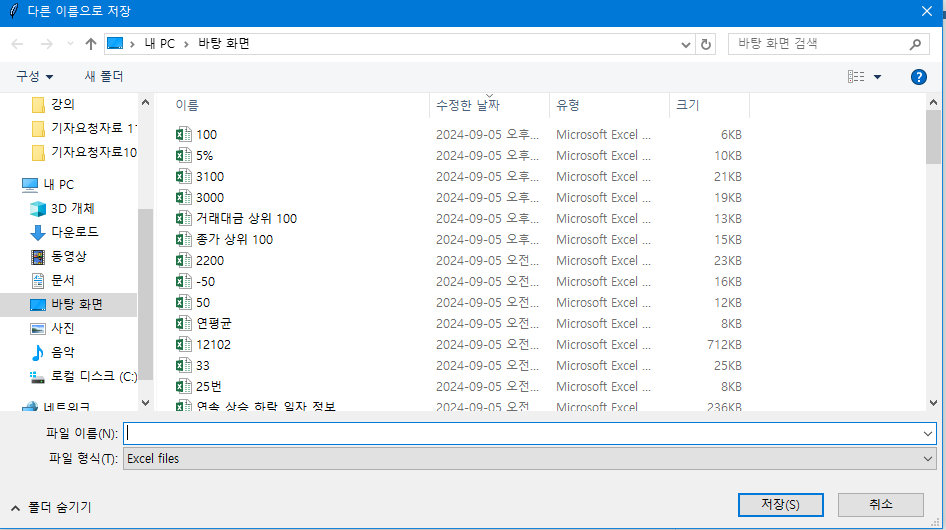 다른 이름으로 저장
내 PC > 바탕 화면
바탕 화면 검색
구성
새 폴더
강의
기자요청자료 11
기자요청자료10
내 PC
3D 개체
다운로드
동영상
문서
바탕 화면
사진
음악
로컬 디스크 (C:)
네트워크
이름 수정한 날짜 유형 크기
100 2024-09-05 오후... Microsoft Excel ... 6KB
5% 2024-09-05 오후... Microsoft Excel ... 10KB
3100 2024-09-05 오후... Microsoft Excel ... 21KB
3000 2024-09-05 오후... Microsoft Excel ... 19KB
거래대금 상위 100 2024-09-05 오후... Microsoft Excel ... 13KB
종가 상위 100 2024-09-05 오후... Microsoft Excel ... 15KB
2200 2024-09-05 오전... Microsoft Excel ... 23KB
-50 2024-09-05 오전... Microsoft Excel ... 16KB
50 2024-09-05 오전... Microsoft Excel ... 12KB
연평균 2024-09-05 오전... Microsoft Excel ... 8KB
12102 2024-09-05 오전... Microsoft Excel ... 712KB
33 2024-09-05 오전... Microsoft Excel ... 25KB
25번 2024-09-05 오전... Microsoft Excel ... 8KB
연속 상승 하락 일자 정보 2024-09-05 오전... Microsoft Excel ... 236KB
파일 이름(N):
파일 형식(T): Excel files
폴더 숨기기
저장(S)
취소